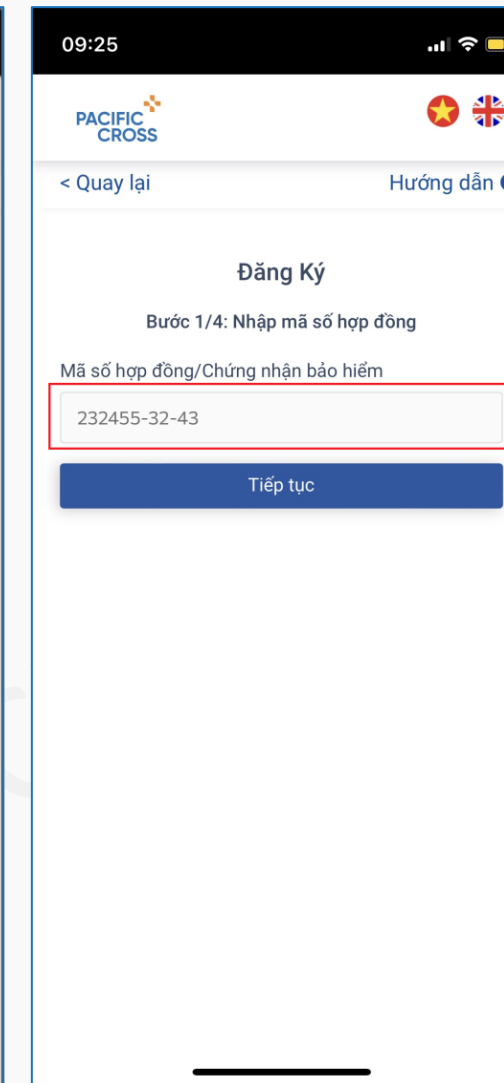 09:25
PACIFIC
CROSS
< Quay lại
Hướng dẫn
Đăng Ký
Bước 1/4: Nhập mã số hợp đồng
Mã số hợp đồng/Chứng nhận bảo hiểm
232455-32-43
Tiếp tục